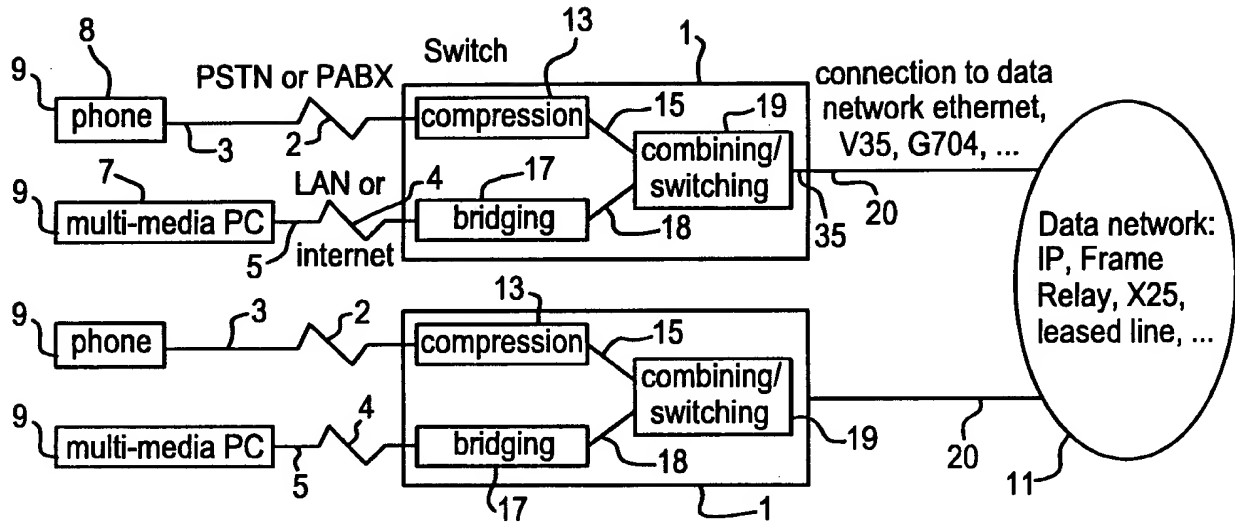 8
13
1
9
phone
PSTN or PABX
Switch
compression
15
19
connection to data
network ethernet,
V35, G704, ...
3
2
7
LAN or
4
17
combining/
switching
9
multi-media PC
bridging
18
35
20
5
internet
Data network:
IP, Frame
Relay, X25,
leased line, ...
9
phone
3
2
13
compression
15
combining/
switching
9
multi-media PC
4
bridging
18
19
20
11
5
17
1